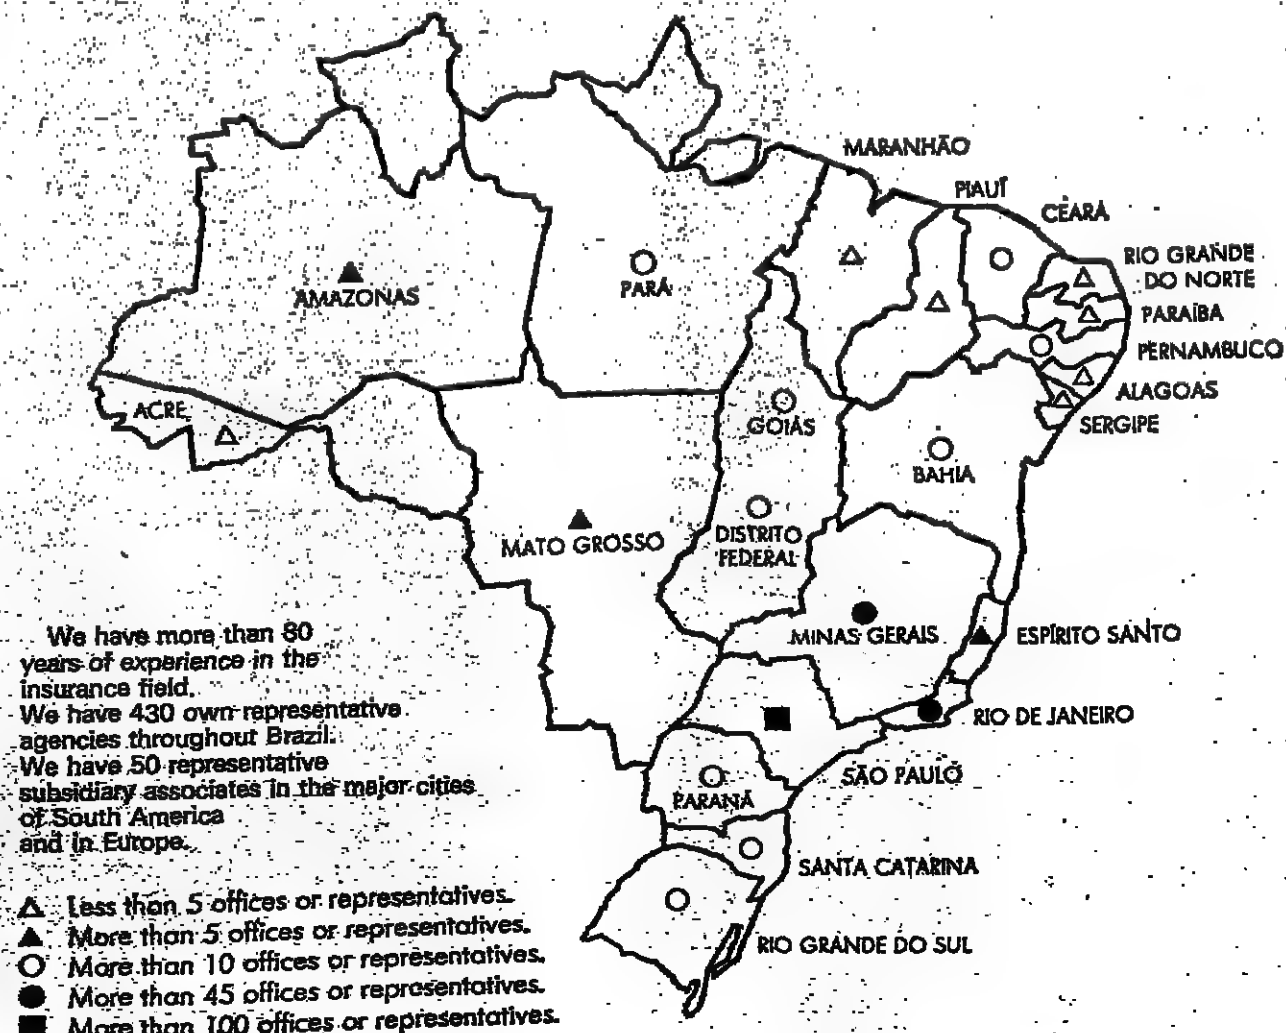 MARANHÃO
PIAUÍ
CEARÁ
RIO GRANDE
DO NORTE
PARAÍBA
PERNAMBUCO
ALAGOAS
SERGIPE
AMAZONAS
PARÁ
ACRE
GOIÁS
BAHIA
MATO GROSSO
DISTRITO
FEDERAL
MINAS GERAIS
ESPÍRITO SANTO
RIO DE JANEIRO
SÃO PAULO
PARANÁ
SANTA CATARINA
RIO GRANDE DO SUL
We have more than 80
years of experience in the
insurance field.
We have 430 own representative
agencies throughout Brazil.
We have 50 representative
subsidiary associates in the major cities
of South America
and in Europe.
Less than 5 offices or representatives.
More than 5 offices or representatives.
More than 10 offices or representatives.
More than 45 offices or representatives.
More than 100 offices or representatives.